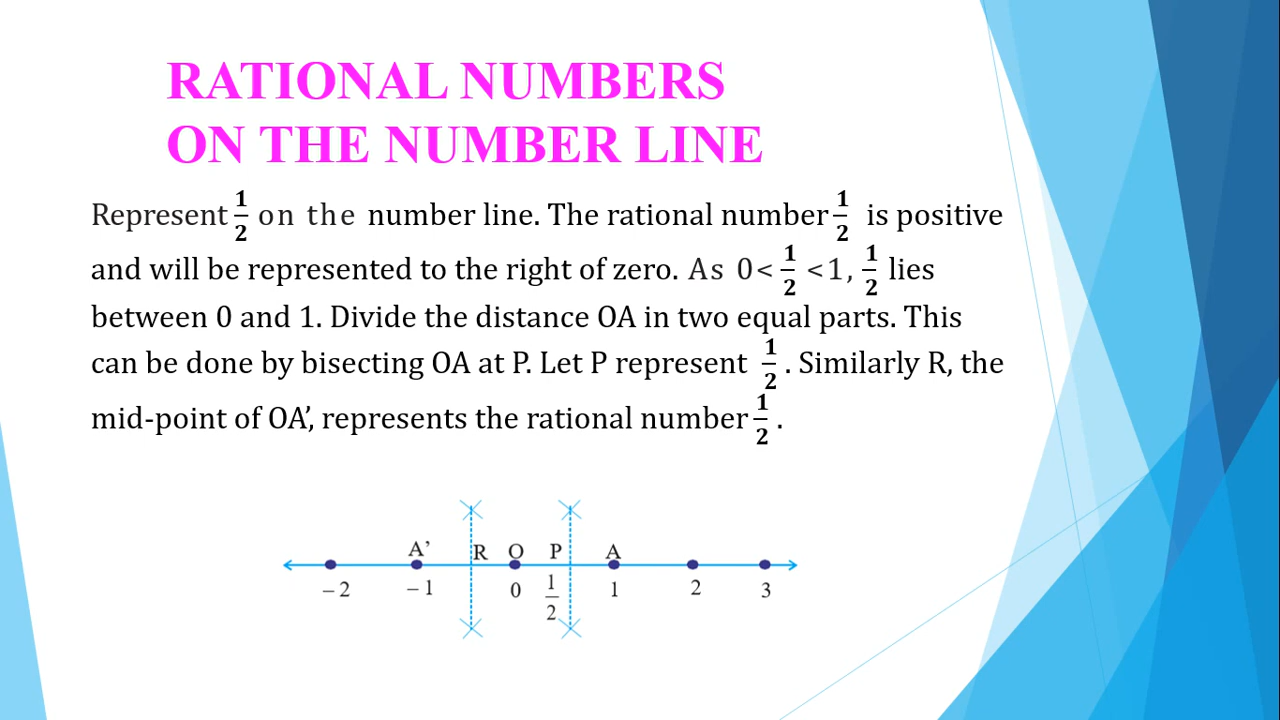 RATIONAL NUMBERS
ON THE NUMBER LINE
Represent 1/2 on the number line. The rational number 1/2 is positive
and will be represented to the right of zero. As 0< 1/2 <1, 1/2 lies
between 0 and 1. Divide the distance OA in two equal parts. This
can be done by bisecting OA at P. Let P represent 1/2 . Similarly R, the
mid-point of OA’, represents the rational number 1/2 .
A’ R O P A
–2 –1 0 1/2 1 2 3